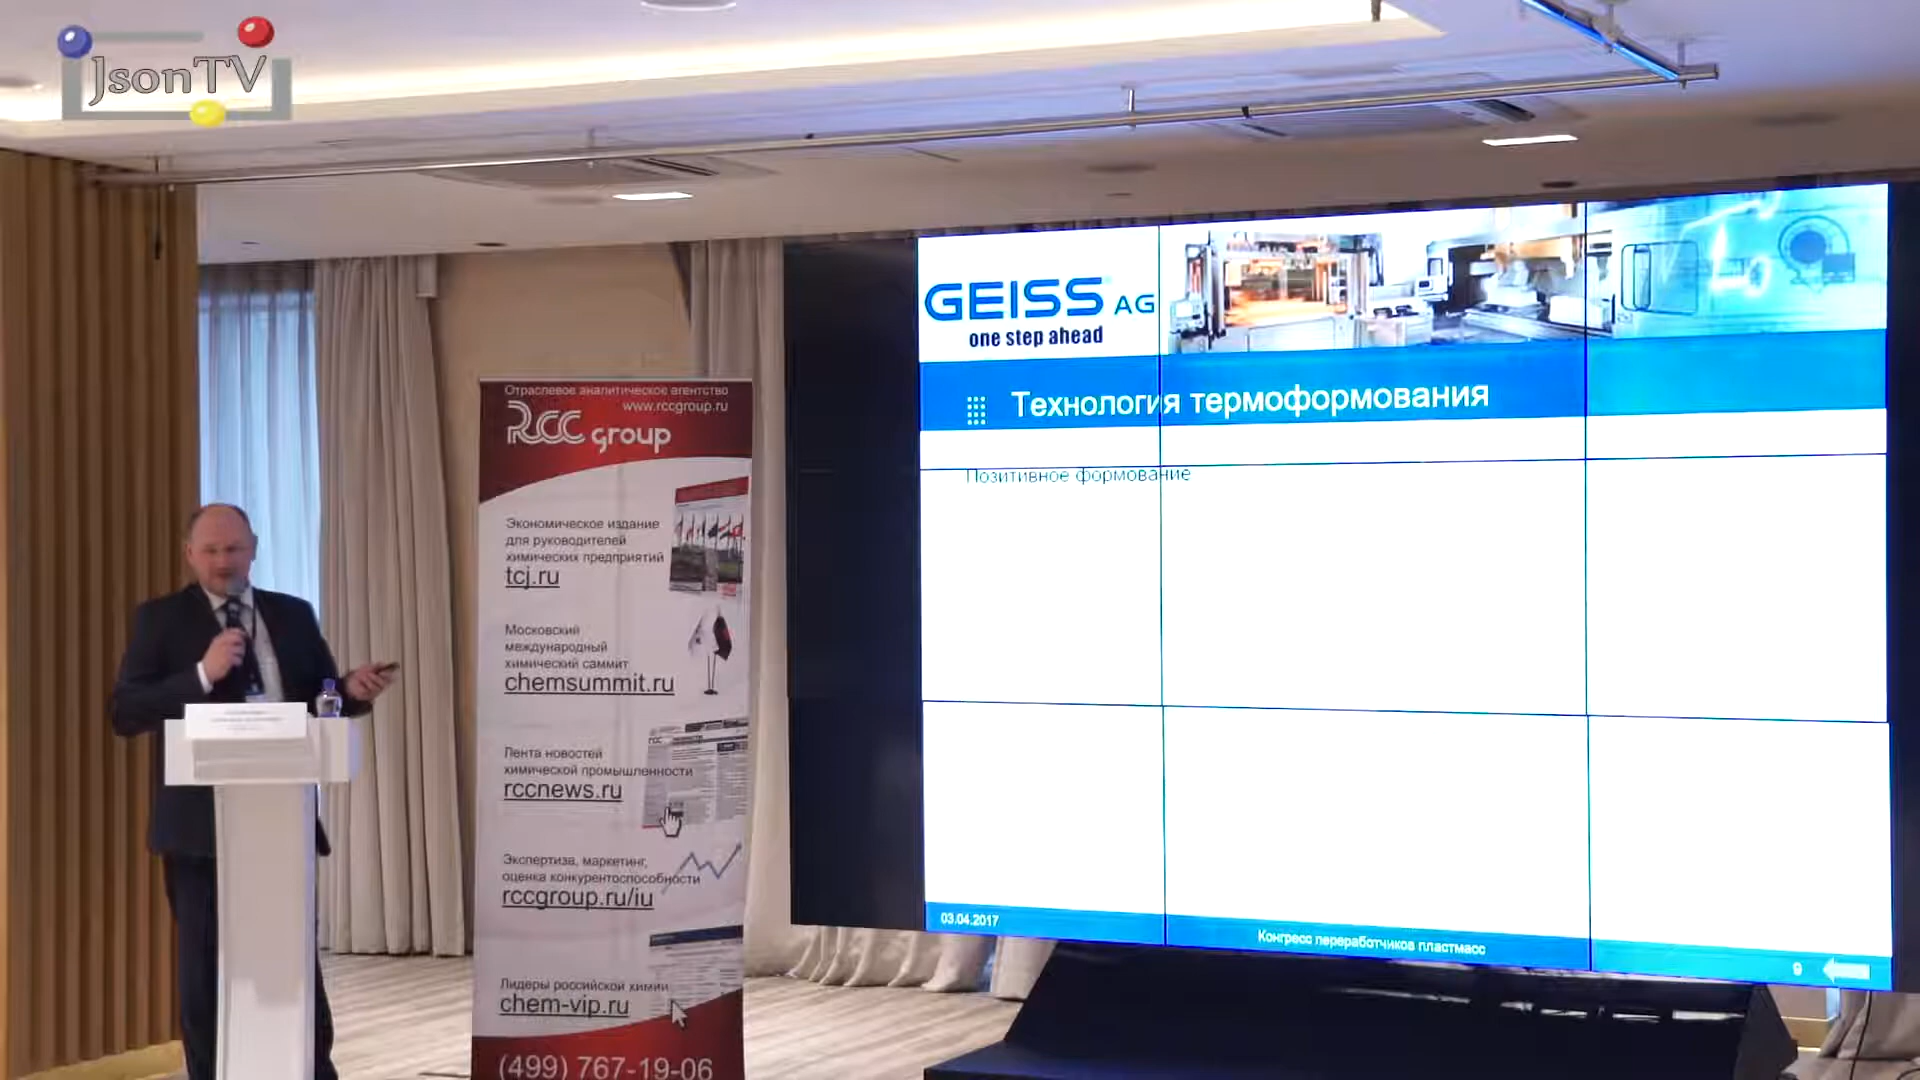 JsonTV
Отраслевое аналитическое агентство
www.rccgroup.ru
RCC group
Экономическое издание
для руководителей
химических предприятий
tcj.ru
Московский
международный
химический саммит
chemsummit.ru
Лента новостей
химической промышленности
rccnews.ru
Экспертиза, маркетинг,
оценка конкурентоспособности
rccgroup.ru/iu
Лидеры российской химии
chem-vip.ru
(499) 767-19-06
GEISS AG
one step ahead
Технология термоформования
Позитивное формование
03.04.2017
Конгресс переработчиков пластмасс
9